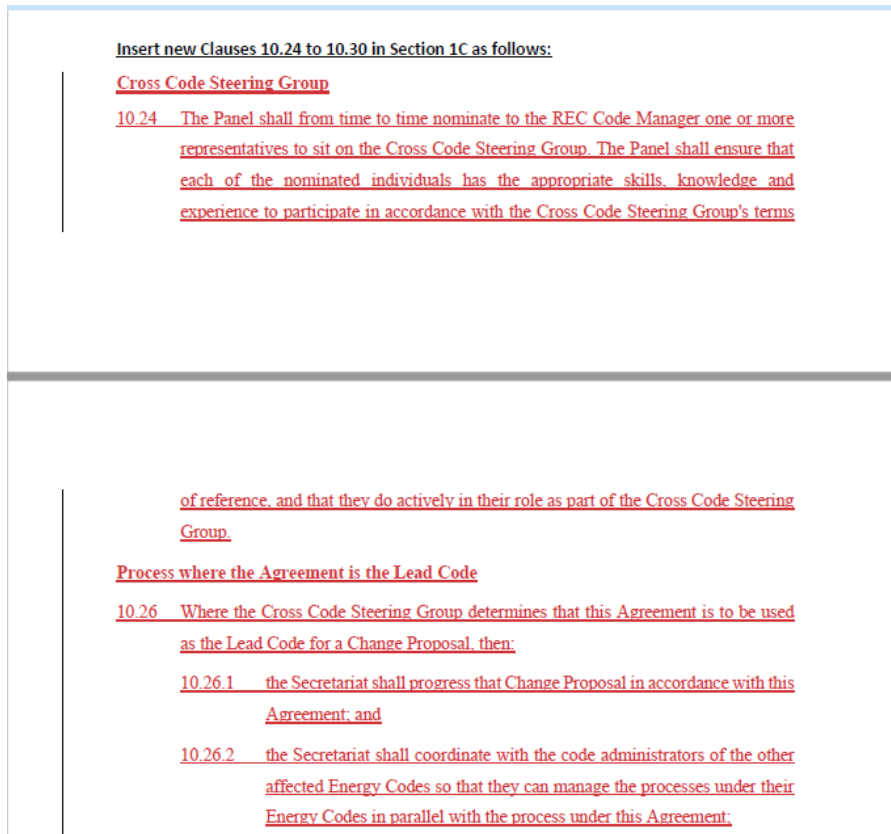 Insert new Clauses 10.24 to 10.30 in Section 1C as follows:
Cross Code Steering Group
10.24 The Panel shall from time to time nominate to the REC Code Manager one or more
representatives to sit on the Cross Code Steering Group. The Panel shall ensure that
each of the nominated individuals has the appropriate skills, knowledge and
experience to participate in accordance with the Cross Code Steering Group's terms
of reference, and that they do actively in their role as part of the Cross Code Steering
Group.
Process where the Agreement is the Lead Code
10.26 Where the Cross Code Steering Group determines that this Agreement is to be used
as the Lead Code for a Change Proposal, then:
10.26.1 the Secretariat shall progress that Change Proposal in accordance with this
Agreement; and
10.26.2 the Secretariat shall coordinate with the code administrators of the other
affected Energy Codes so that they can manage the processes under their
Energy Codes in parallel with the process under this Agreement;